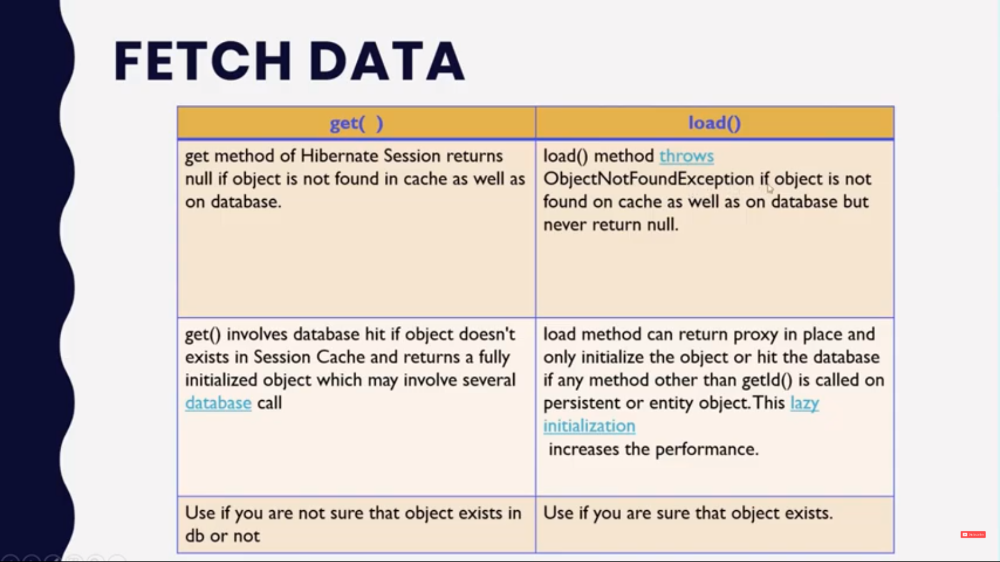 FETCH DATA
get(  )
load()
get method of Hibernate Session returns
null if object is not found in cache as well as
on database.
load() method throws
ObjectNotFoundException if object is not
found on cache as well as on database but
never return null.
get() involves database hit if object doesn't
exists in Session Cache and returns a fully
initialized object which may involve several
database call
load method can return proxy in place and
only initialize the object or hit the database
if any method other than getId() is called on
persistent or entity object. This lazy
initialization
increases the performance.
Use if you are not sure that object exists in
db or not
Use if you are sure that object exists.